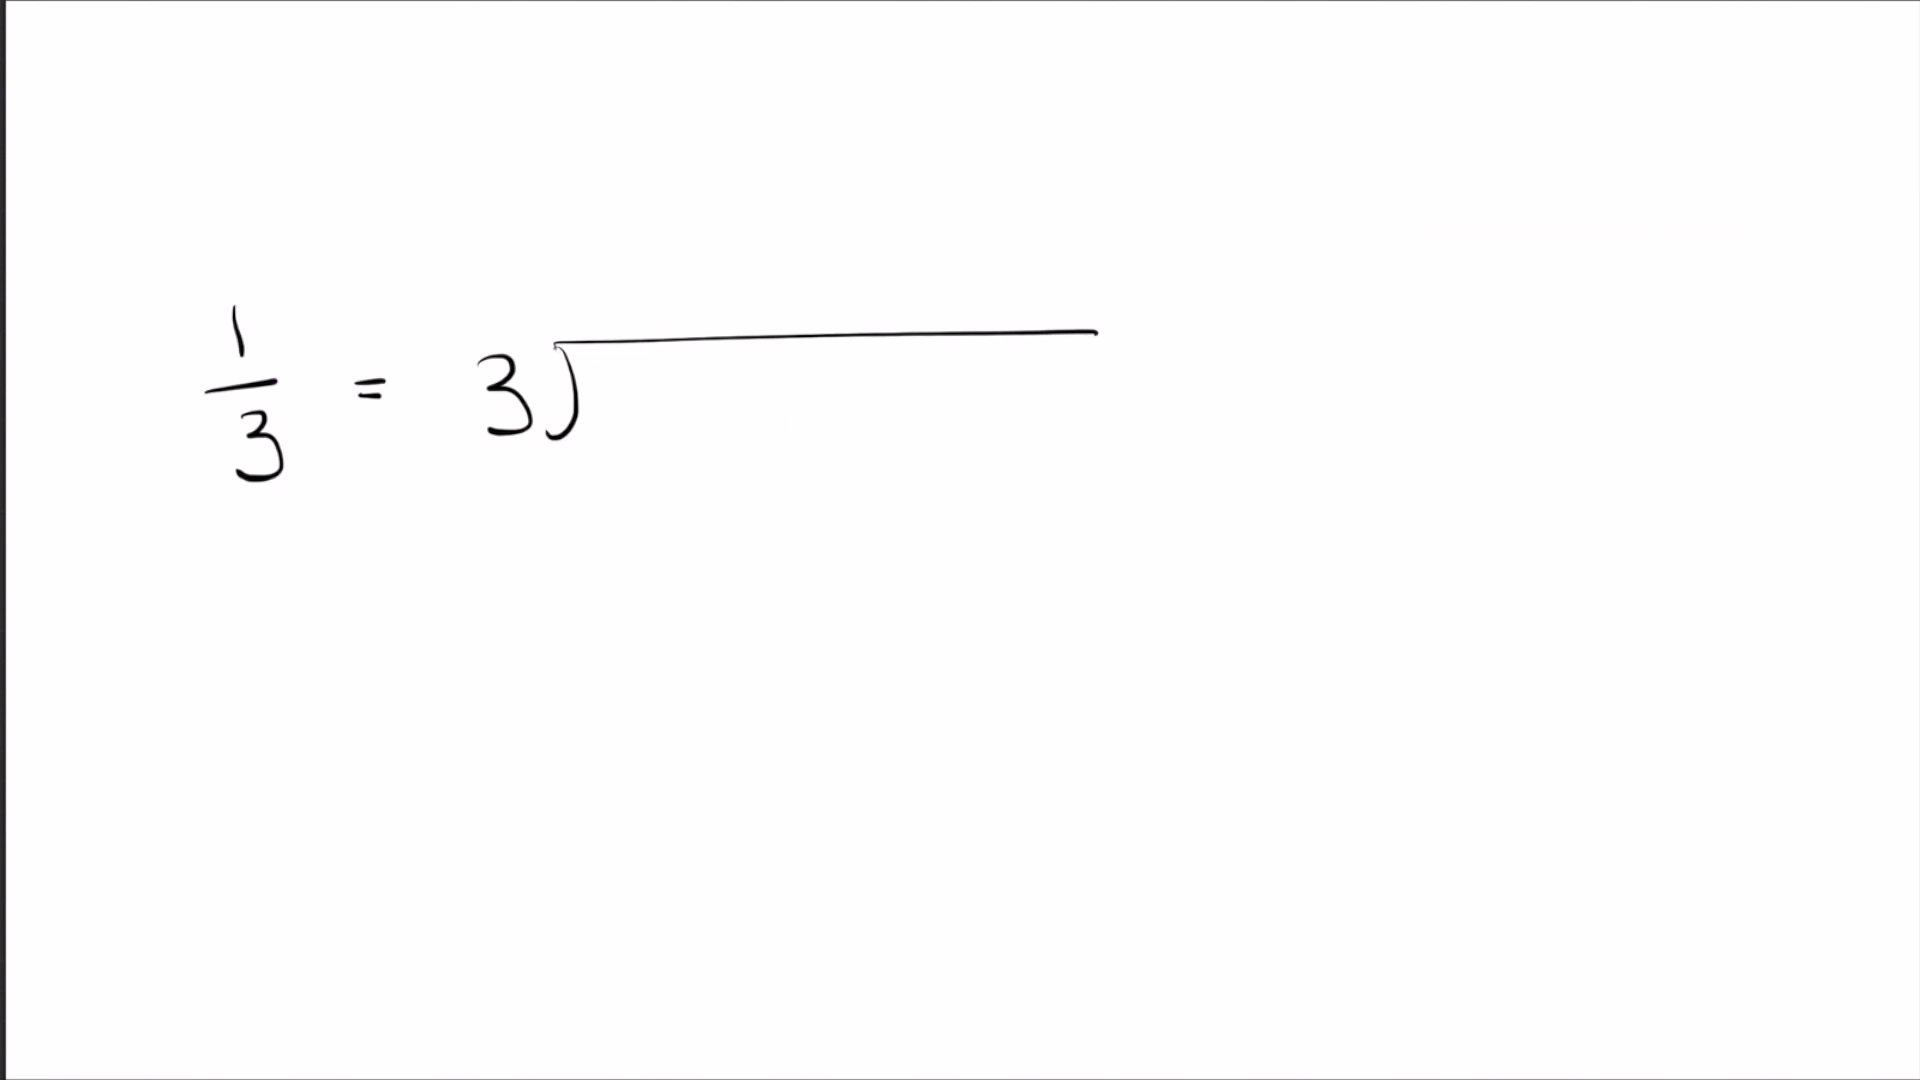 1/3 = 3)